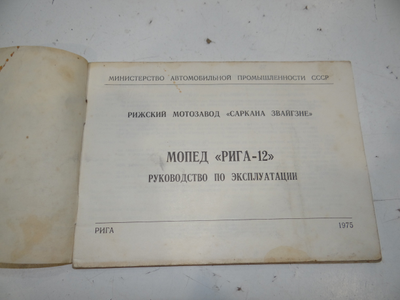 МИНИСТЕРСТВО АВТОМОБИЛЬНОЙ ПРОМЫШЛЕННОСТИ СССР
РИЖСКИЙ МОТОЗАВОД «САРКАНА ЗВАЙГЗНЕ»
МОПЕД «РИГА-12»
РУКОВОДСТВО ПО ЭКСПЛУАТАЦИИ
РИГА 1975